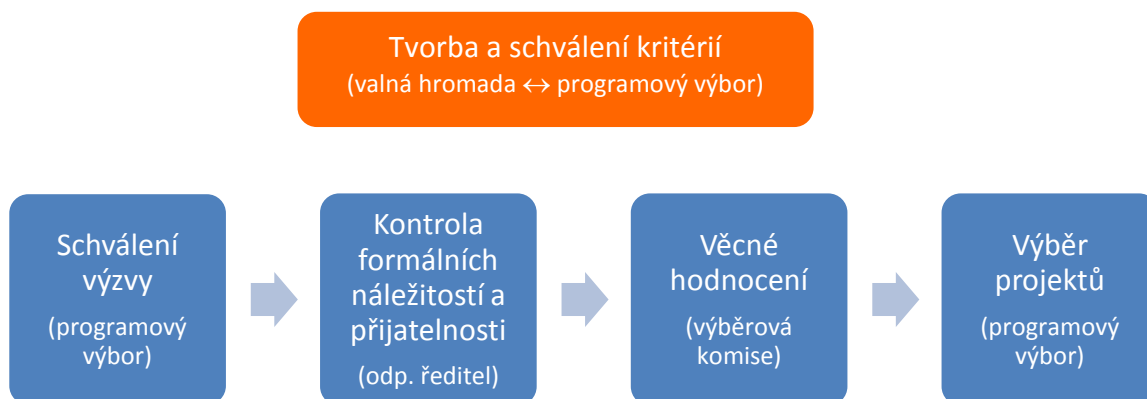 Tvorba a schválení kritérií
(valná hromada ↔ programový výbor)
Schválení
výzvy
(programový
výbor)
Kontrola
formálních
náležitostí a
přijatelnosti
(odp. ředitel)
Věcné
hodnocení
(výběrová
komise)
Výběr
projektů
(programový
výbor)